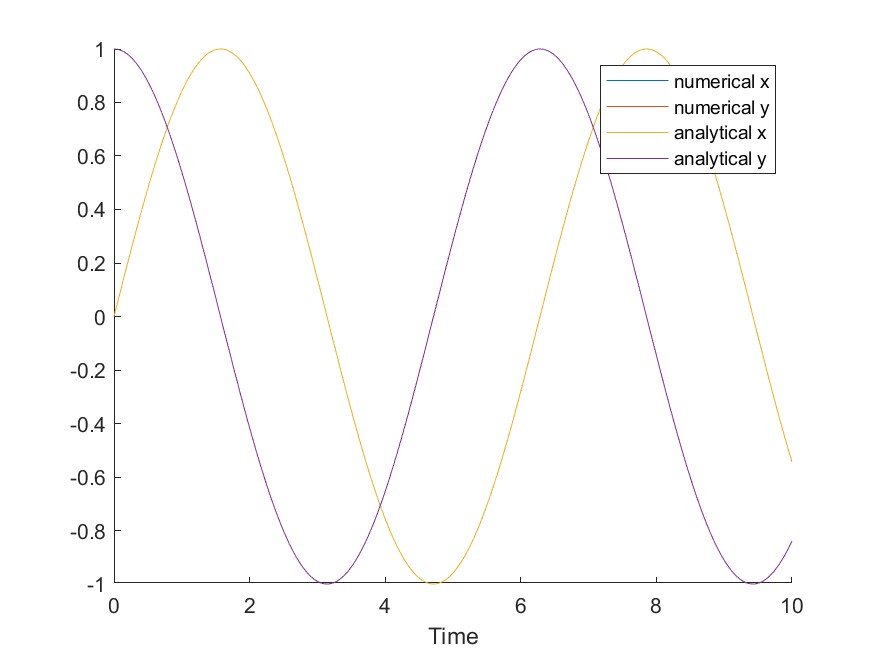 1
0.8
0.6
0.4
0.2
0
-0.2
-0.4
-0.6
-0.8
-1
numerical x
numerical y
analytical x
analytical y
0 2 4 6 8 10
Time